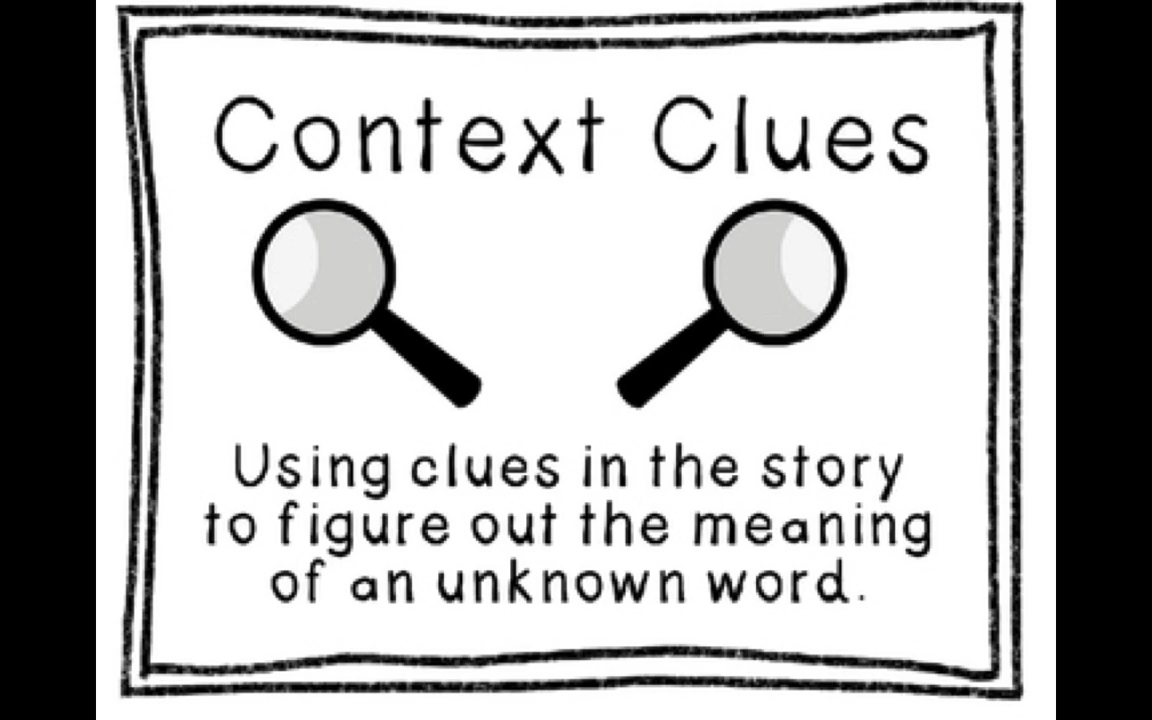 Context Clues
Using clues in the story
to figure out the meaning
of an unknown word.